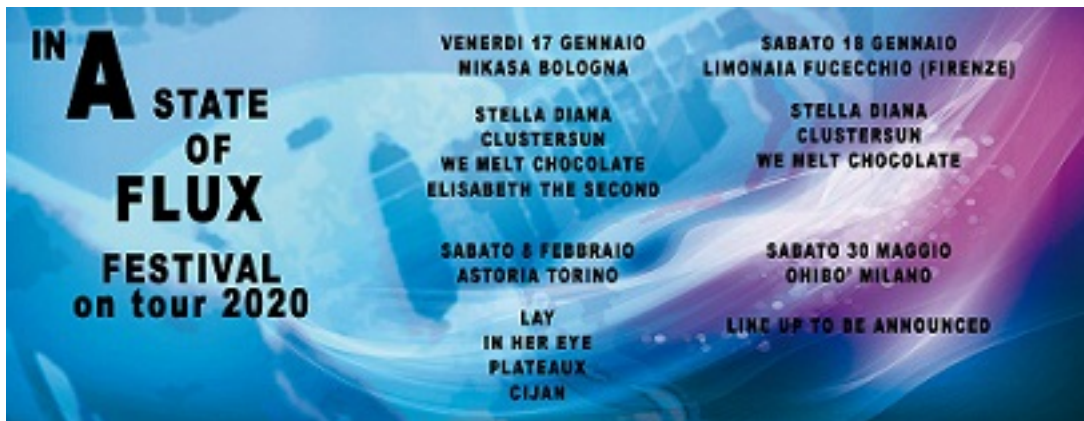 IN A STATE
OF
FLUX
FESTIVAL
on tour 2020
VENERDI 17 GENNAIO
NIKASA BOLOGNA
STELLA DIANA
CLUSTERSUN
WE MELT CHOCOLATE
ELISABETH THE SECOND
SABATO 18 GENNAIO
LIMONAIA FUCECCHIO (FIRENZE)
STELLA DIANA
CLUSTERSUN
WE MELT CHOCOLATE
SABATO 8 FEBBRAIO
ASTORIA TORINO
LAY
IN HER EYE
PLATEAUX
CIJAN
SABATO 30 MAGGIO
OHIBO' MILANO
LINE UP TO BE ANNOUNCED